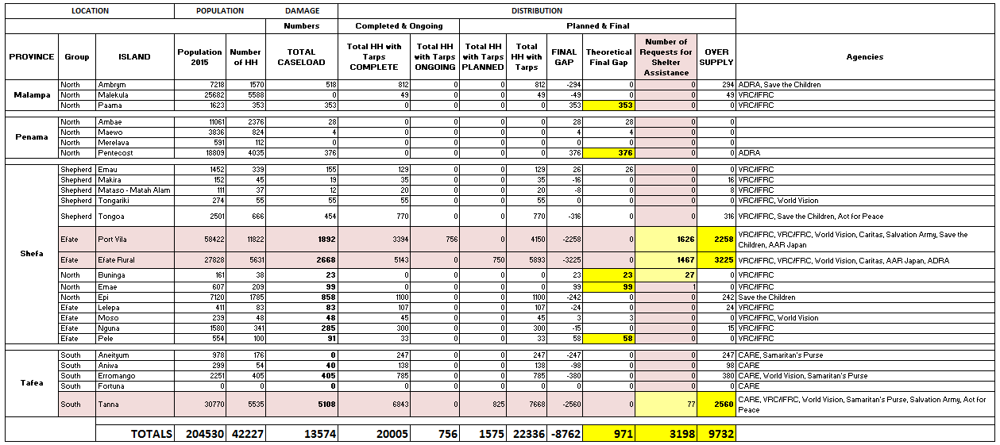 LOCATION POPULATION DAMAGE DISTRIBUTION
Numbers Completed & Ongoing Planned & Final
PROVINCE Group ISLAND Population 2015 Number of HH TOTAL CASELOAD Total HH with Tarps COMPLETE Total HH with Tarps ONGOING Total HH with Tarps PLANNED Total HH with Tarps FINAL GAP Theoretical Final Gap Number of Requests for Shelter Assistance OVER SUPPLY Agencies
Malampa
North Ambrym 7218 1570 518 812 0 0 812 -294 0 0 294 ADRA, Save the Children
North Malekula 25682 5588 0 49 0 0 49 -49 0 0 49 VRC/IFRC
North Paama 1623 353 353 0 0 0 0 353 353 0 0 VRC/IFRC
Penama
North Ambae 11061 2376 28 0 0 0 0 28 28 0 0
North Maewo 3836 824 4 0 0 0 0 4 4 0 0
North Merelava 591 112 0 0 0 0 0 0 0 0 0
North Pentecost 18809 4035 376 0 0 0 0 376 376 0 0 ADRA
Shefa
Shepherd Emau 1452 339 155 129 0 0 129 26 26 0 0 VRC/IFRC
Shepherd Makira 152 45 19 35 0 0 35 -16 0 0 16 VRC/IFRC
Shepherd Mataso - Matah Alam 111 37 12 20 0 0 20 -8 0 0 8 VRC/IFRC
Shepherd Tongariki 274 55 55 55 0 0 55 0 0 0 0 VRC/IFRC, World Vision
Shepherd Tongoa 2501 666 454 770 0 0 770 -316 0 0 316 VRC/IFRC, Save the Children, Act for Peace
Efate Port Vila 58422 11822 1892 3394 756 0 4150 -2258 0 1626 2258 VRC/IFRC, VRC/FRC, World Vision, Caritas, Salvation Army, Save the
Children, AAR Japan
Efate Efate Rural 27828 5631 2668 5143 0 750 5893 -3225 0 1467 3225 VRC/IFRC, VRC/IFRC, World Vision, Caritas, AAR Japan, ADRA
North Buninga 161 38 23 0 0 0 0 23 23 27 0 VRC/IFRC
North Emae 607 209 99 0 0 0 0 99 99 1 0 VRC/IFRC
North Epi 7120 1785 858 1100 0 0 1100 -242 0 0 242 Save the Children
Efate Lelepa 411 83 83 107 0 0 107 -24 0 0 24 VRC/IFRC
Efate Moso 239 48 48 45 0 0 45 3 3 0 0 VRC/IFRC, World Vision
Efate Nguna 1580 341 285 300 0 0 300 -15 0 0 15 VRC/IFRC
Efate Pele 554 100 91 33 0 0 33 58 58 0 0 VRC/IFRC
Tafea
South Aneityum 978 176 0 247 0 0 247 -247 0 0 247 CARE, Samaritan's Purse
South Aniwa 299 54 40 138 0 0 138 -98 0 0 98 CARE
South Erromango 2251 405 405 785 0 0 785 -380 0 0 380 CARE, World Vision, Samaritan's Purse
South Fortuna 0 0 0 0 0 0 0 0 0 0 0 CARE
South Tanna 30770 5535 5108 6843 0 825 7668 -2560 0 77 2560 CARE, VRC/IFRC, World Vision, Samaritan's Purse, Salvation Army, Act for
Peace
TOTALS 204530 42227 13574 20005 756 1575 22336 -8762 971 3198 9732